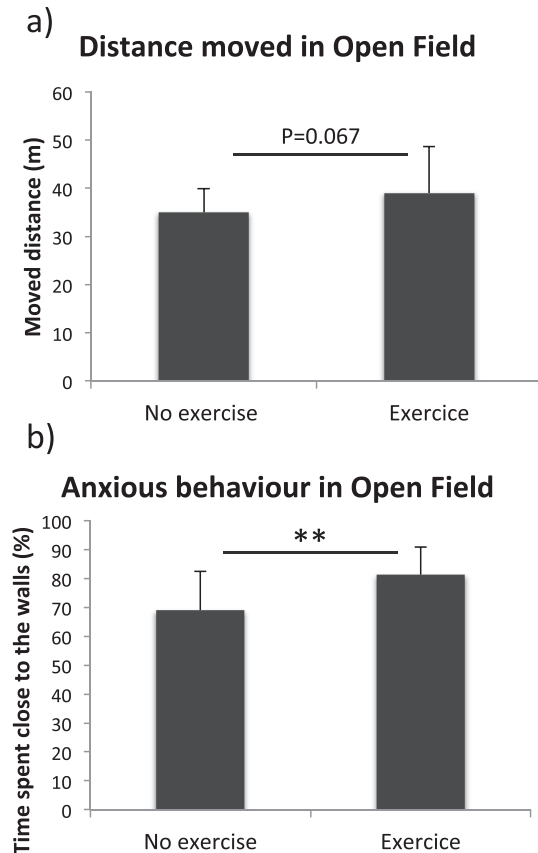 a)
Distance moved in Open Field
Moved distance (m)
60
50
40
30
20
10
0
P=0.067
No exercise
Exercice
b)
Anxious behaviour in Open Field
Time spent close to the walls (%)
100
90
80
70
60
50
40
30
20
10
0
**
No exercise
Exercice